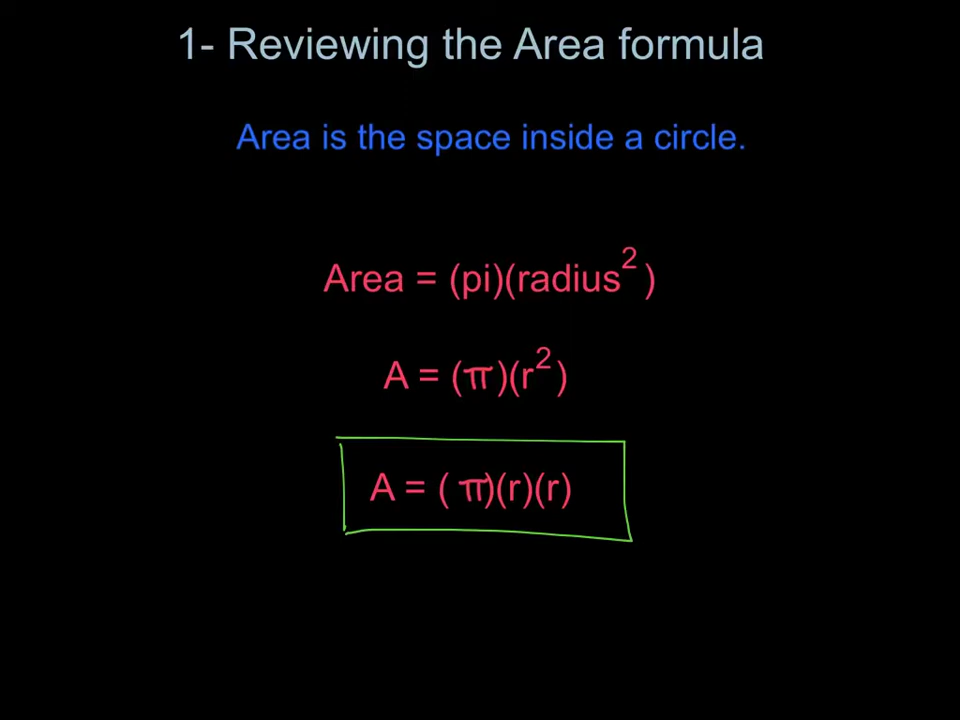 1- Reviewing the Area formula
Area is the space inside a circle.
Area = (pi)(radius²)
A = (π)(r²)
A = ( π)(r)(r)